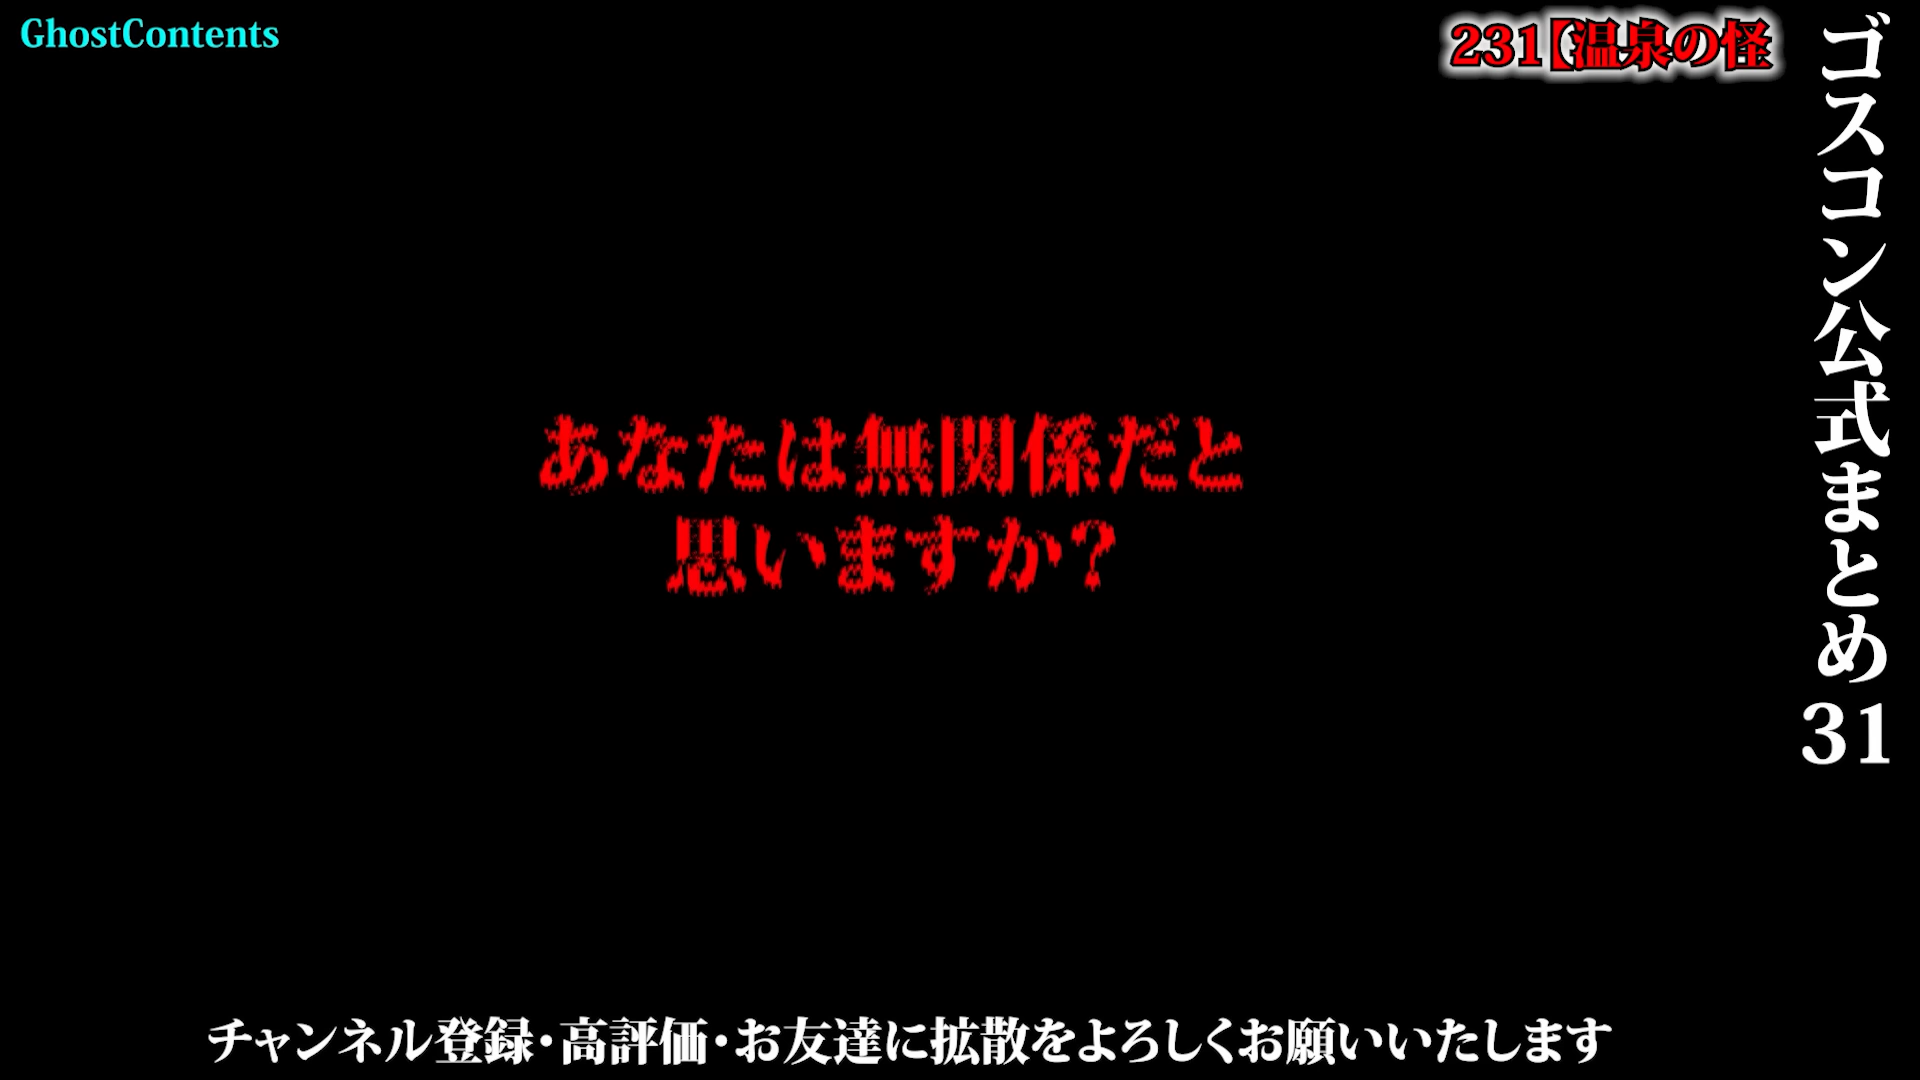 GhostContents
231【温泉の怪
ゴスコン公式まとめ31
あなたは無関係だと
思いますか?
チャンネル登録・高評価・お友達に拡散をよろしくお願いいたします